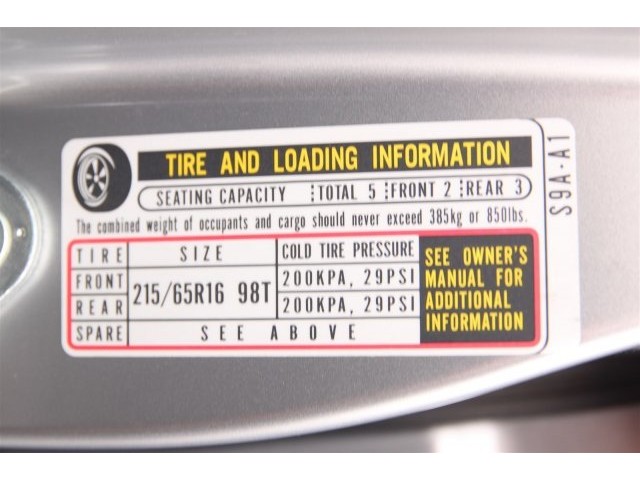 TIRE AND LOADING INFORMATION
SEATING CAPACITY TOTAL 5 FRONT 2 REAR 3
The combined weight of occupants and cargo should never exceed 385kg or 850lbs.
TIRE SIZE COLD TIRE PRESSURE
FRONT 215/65R16 98T 200KPA, 29PSI
REAR 200KPA, 29PSI
SPARE SEE ABOVE
SEE OWNER'S
MANUAL FOR
ADDITIONAL
INFORMATION
S9A-A1